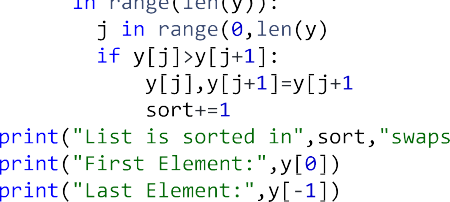 in range(len(y)):
j in range(0,len(y)
if y[j]>y[j+1]:
y[j],y[j+1]=y[j+1
sort+=1
print("List is sorted in",sort,"swaps
print("First Element:",y[0])
print("Last Element:",y[-1])